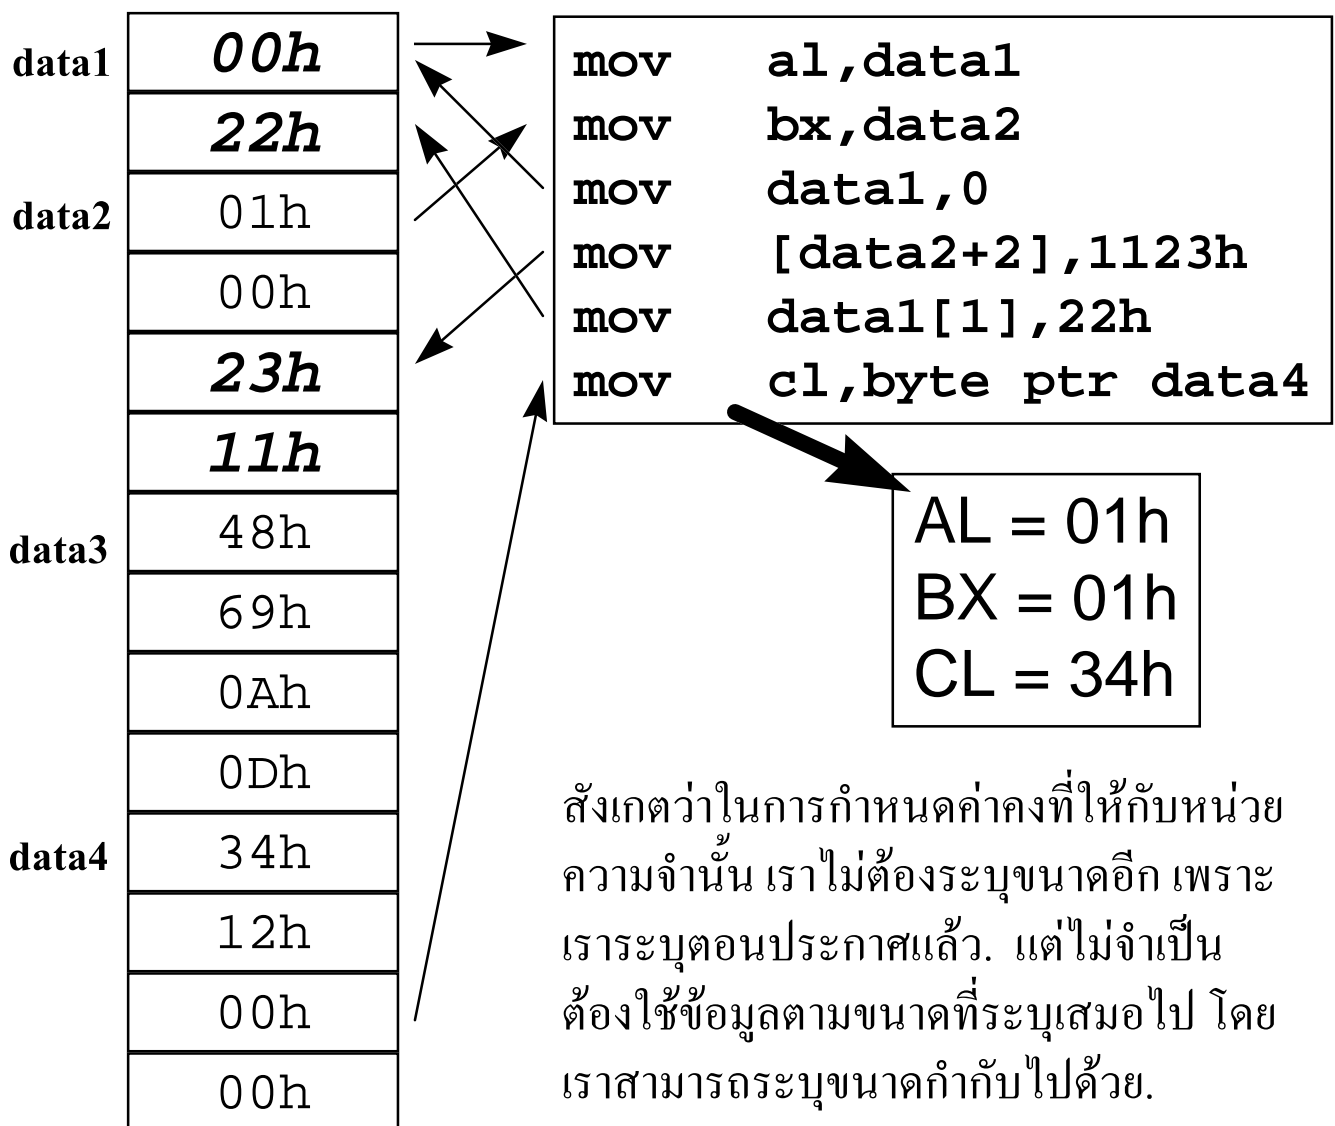 data1 00h
22h
data2 01h
00h
23h
11h
data3 48h
69h
0Ah
0Dh
data4 34h
12h
00h
00h
mov al,data1
mov bx,data2
mov data1,0
mov [data2+2],1123h
mov data1[1],22h
mov cl,byte ptr data4
AL = 01h
BX = 01h
CL = 34h
สังเกตว่าในการกำหนดค่าคงที่ให้กับหน่วย
ความจำนั้น เราไม่ต้องระบุขนาดอีก เพราะ
เราระบุตอนประกาศแล้ว. แต่ไม่จำเป็น
ต้องใช้ข้อมูลตามขนาดที่ระบุเสมอไป โดย
เราสามารถระบุขนาดกำกับไปด้วย.